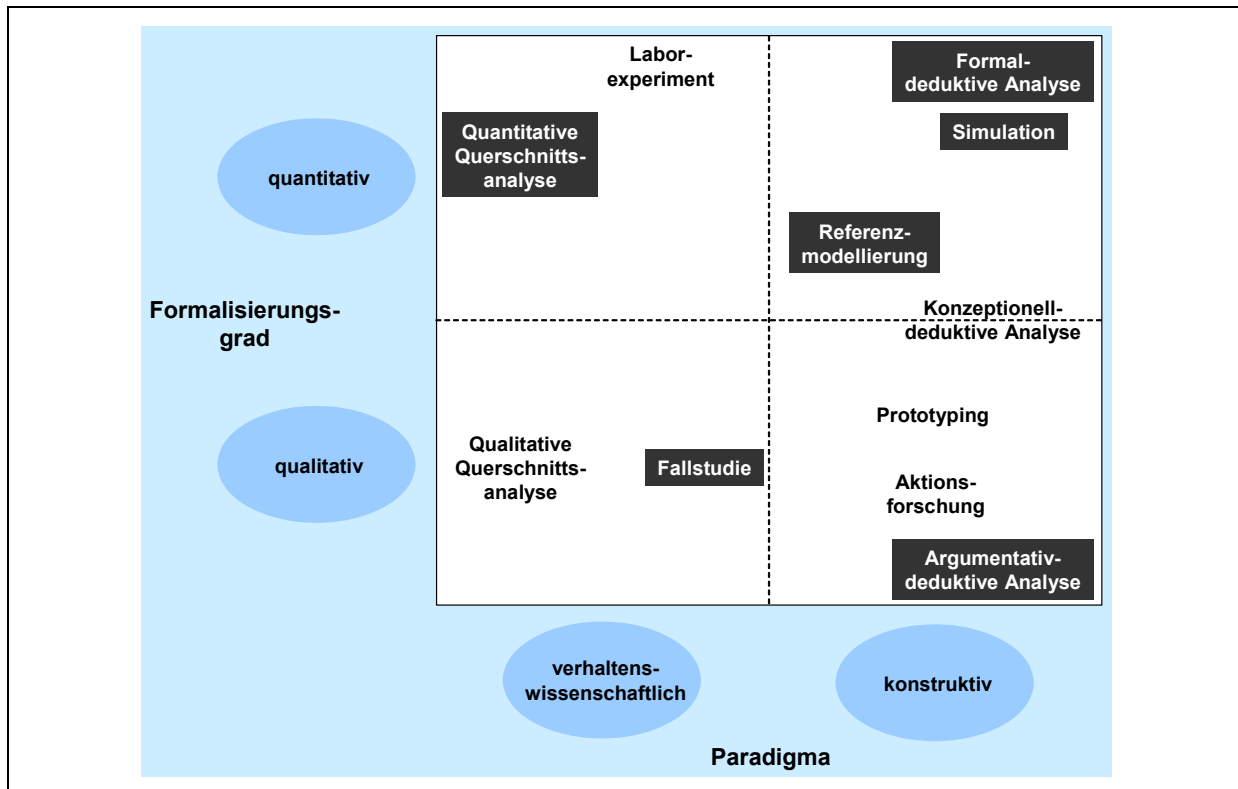 Labor-
experiment
Formal-
deduktive Analyse
Quantitative
Querschnitts-
analyse
Simulation
quantitativ
Referenz-
modellierung
Formalisierungs-
grad
Konzeptionell-
deduktive Analyse
Prototyping
qualitativ
Qualitative
Querschnitts-
analyse
Fallstudie
Aktions-
forschung
Argumentativ-
deduktive Analyse
verhaltens-
wissenschaftlich
konstruktiv
Paradigma